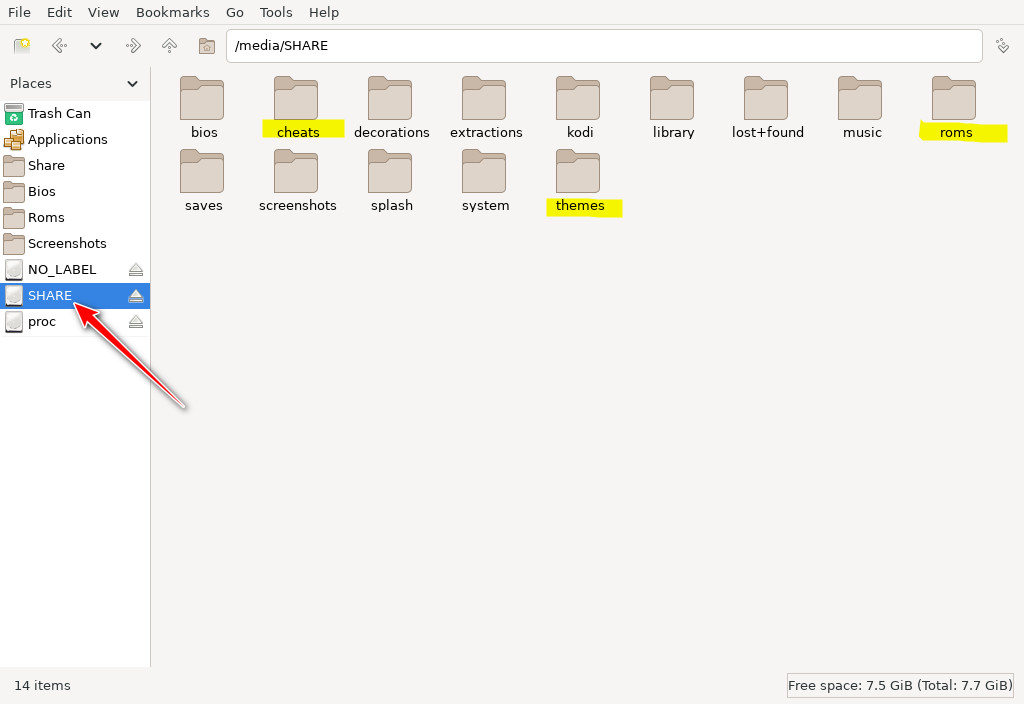 File Edit View Bookmarks Go Tools Help
/media/SHARE
Places
Trash Can
Applications
Share
Bios
Roms
Screenshots
NO_LABEL
SHARE
proc
bios cheats decorations extractions kodi library lost+found music roms
saves screenshots splash system themes
14 items
Free space: 7.5 GiB (Total: 7.7 GiB)